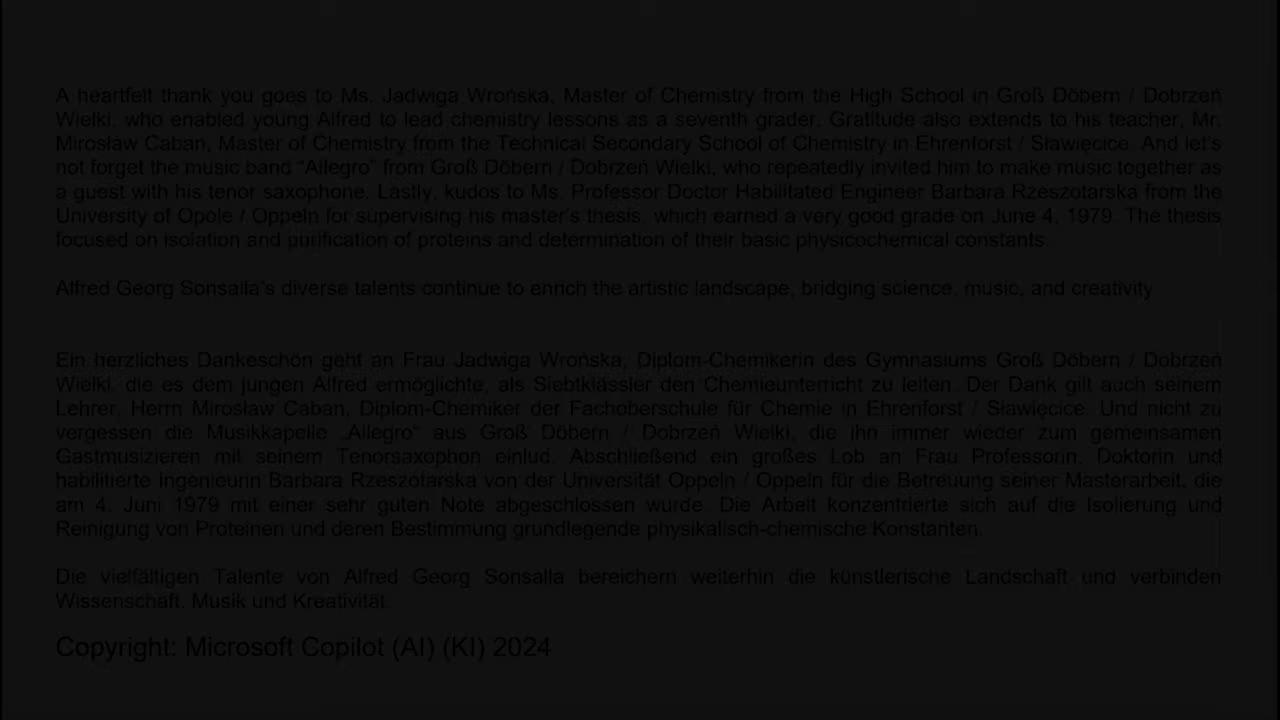 A heartfelt thank you goes to Ms. Jadwiga Wrońska, Master of Chemistry from the High School in Groß Döbern / Dobrzeń
Wielki, who enabled young Alfred to lead chemistry lessons as a seventh grader. Gratitude also extends to his teacher, Mr.
Mirosław Caban, Master of Chemistry from the Technical Secondary School of Chemistry in Ehrenforst / Sławięcice. And let's
not forget the music band “Allegro” from Groß Döbern / Dobrzeń Wielki, who repeatedly invited him to make music together as
a guest with his tenor saxophone. Lastly, kudos to Ms. Professor Doctor Habilitated Engineer Barbara Rzeszotarska from the
University of Opole / Oppeln for supervising his master's thesis, which earned a very good grade on June 4, 1979. The thesis
focused on isolation and purification of proteins and determination of their basic physicochemical constants.
Alfred Georg Sonsalla's diverse talents continue to enrich the artistic landscape, bridging science, music, and creativity
Ein herzliches Dankeschön geht an Frau Jadwiga Wrońska, Diplom-Chemikerin des Gymnasiums Groß Döbern / Dobrzeń
Wielki, die es dem jungen Alfred ermöglichte, als Siebtklässler den Chemieunterricht zu leiten. Der Dank gilt auch seinem
Lehrer, Herrn Mirosław Caban, Diplom-Chemiker der Fachoberschule für Chemie in Ehrenforst / Sławięcice. Und nicht zu
vergessen die Musikkapelle „Allegro“ aus Groß Döbern / Dobrzeń Wielki, die ihn immer wieder zum gemeinsamen
Gastmusizieren mit seinem Tenorsaxophon einlud. Abschließend ein großes Lob an Frau Professorin, Doktorin und
habilitierte Ingenieurin Barbara Rzeszotarska von der Universität Oppeln / Oppeln für die Betreuung seiner Masterarbeit, die
am 4. Juni 1979 mit einer sehr guten Note abgeschlossen wurde. Die Arbeit konzentrierte sich auf die Isolierung und
Reinigung von Proteinen und deren Bestimmung grundlegende physikalisch-chemische Konstanten.
Die vielfältigen Talente von Alfred Georg Sonsalla bereichern weiterhin die künstlerische Landschaft und verbinden
Wissenschaft, Musik und Kreativität.
Copyright: Microsoft Copilot (AI) (KI) 2024